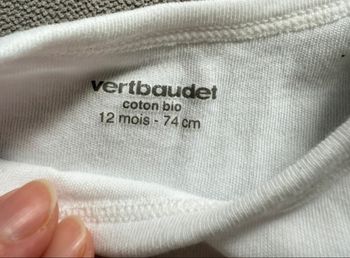 vertbaudet
coton bio
12 mois - 74 cm